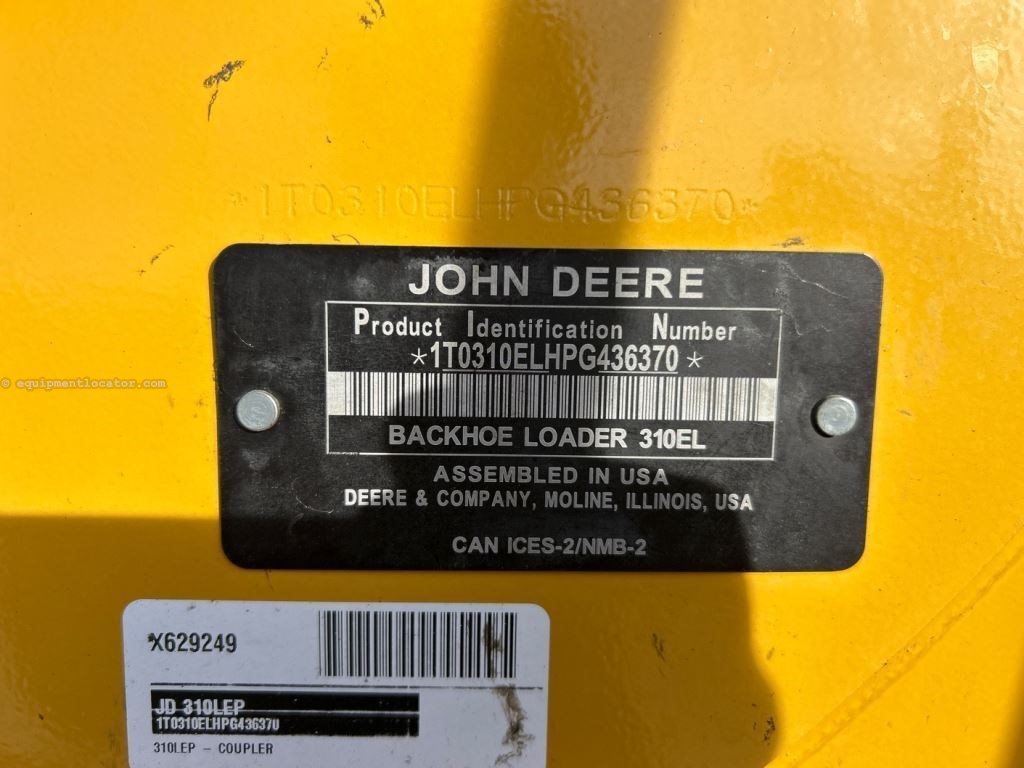 *1T0310ELHPG436370*
JOHN DEERE
Product Identification Number
*1T0310ELHPG436370*
BACKHOE LOADER 310EL
ASSEMBLED IN USA
DEERE & COMPANY, MOLINE, ILLINOIS, USA
CAN ICES-2/NMB-2
© equipmentlocator.com
*X629249
JD 310LEP
1T0310ELHPG436370
310LEP - COUPLER